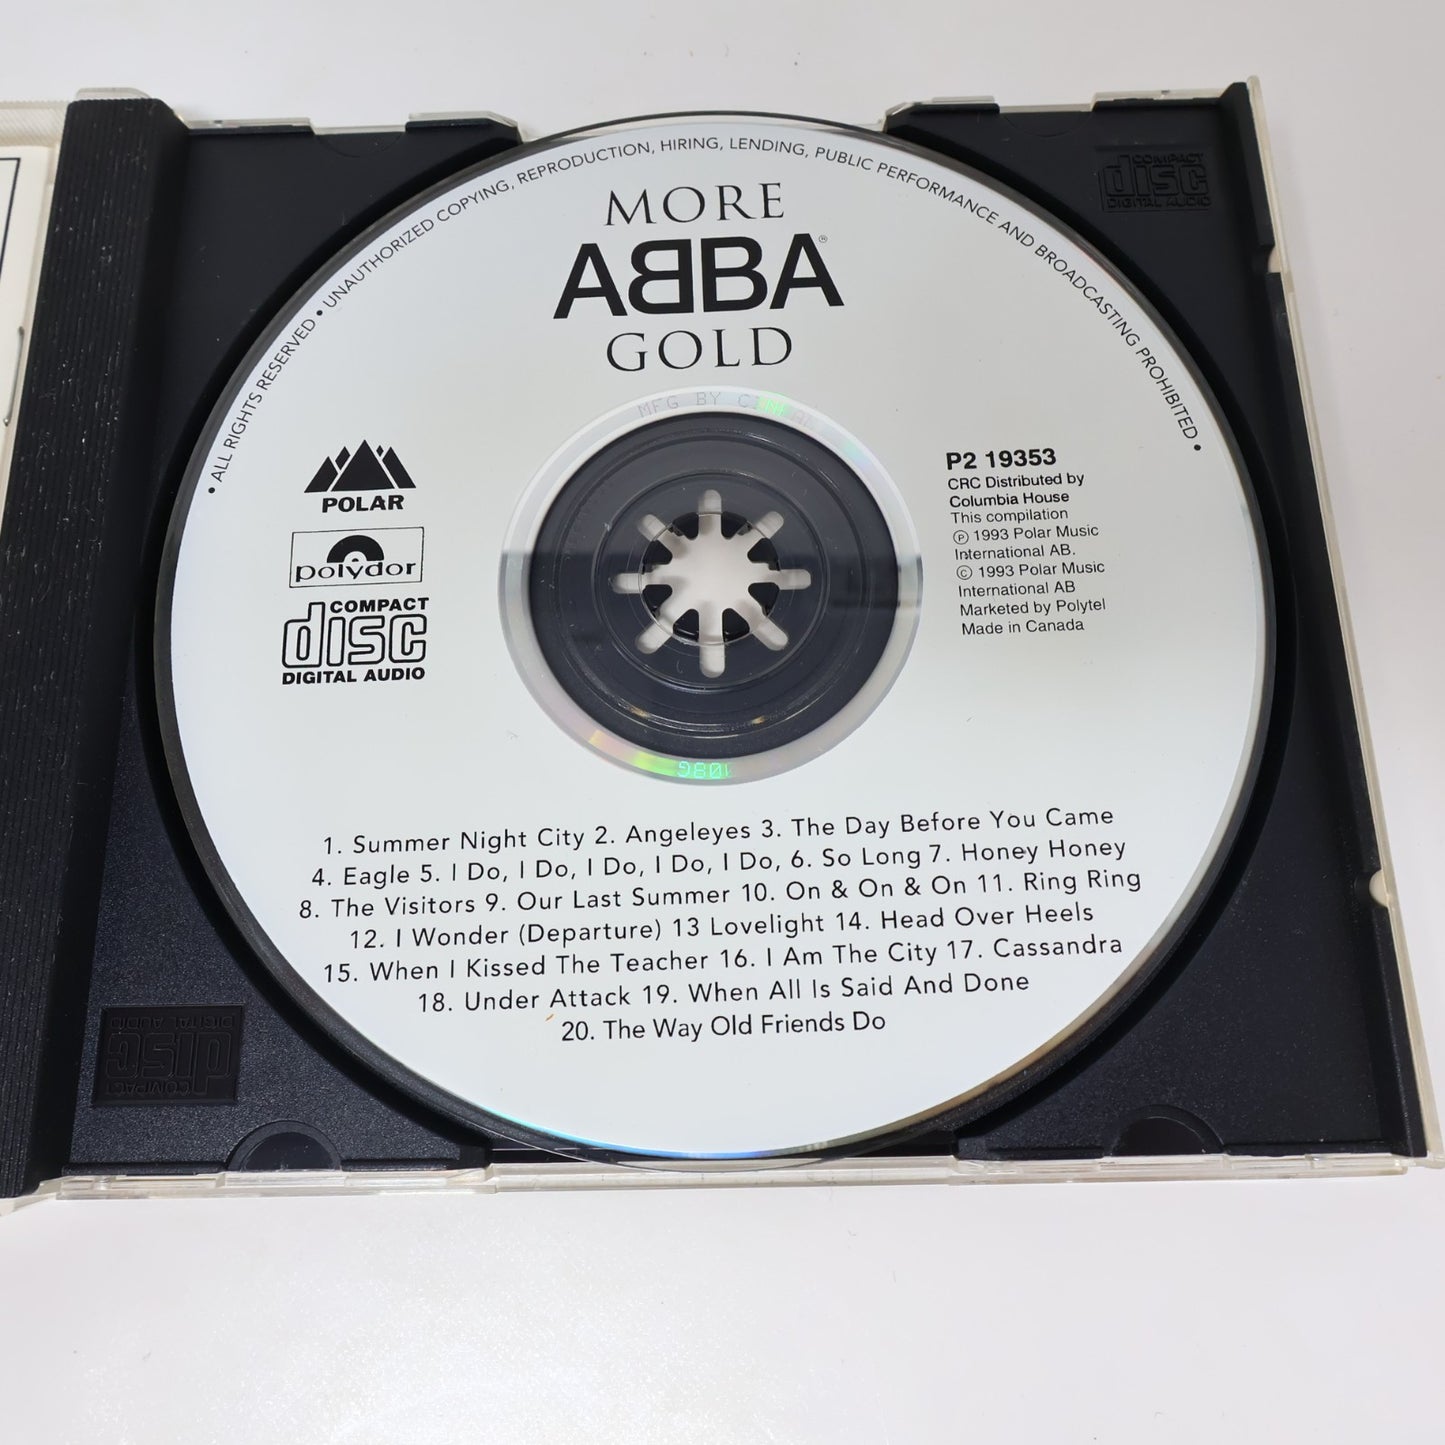 • ALL RIGHTS RESERVED • UNAUTHORIZED COPYING, REPRODUCTION, HIRING, LENDING, PUBLIC PERFORMANCE AND BROADCASTING PROHIBITED •
MORE
ABBA®
GOLD
MFG BY
POLAR
polydor
COMPACT
disc
DIGITAL AUDIO
P2 19353
CRC Distributed by
Columbia House
This compilation
℗ 1993 Polar Music
International AB.
© 1993 Polar Music
International AB
Marketed by Polytel
Made in Canada
1. Summer Night City 2. Angeleyes 3. The Day Before You Came
4. Eagle 5. I Do, I Do, I Do, I Do, I Do, 6. So Long 7. Honey Honey
8. The Visitors 9. Our Last Summer 10. On & On & On 11. Ring Ring
12. I Wonder (Departure) 13 Lovelight 14. Head Over Heels
15. When I Kissed The Teacher 16. I Am The City 17. Cassandra
18. Under Attack 19. When All Is Said And Done
20. The Way Old Friends Do
COMPACT
disc
DIGITAL AUDIO
COMPACT
disc
DIGITAL AUDIO